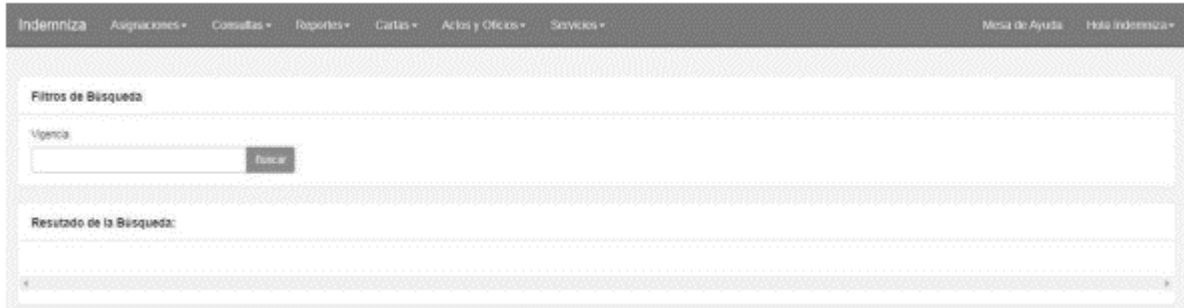 Indemniza Asignaciones Consultas Reportes Cartas Actos y Oficios Servicios Mesa de Ayuda Hola Indemniza
Filtros de Búsqueda
Vigencia
Buscar
Resutado de la Búsqueda: